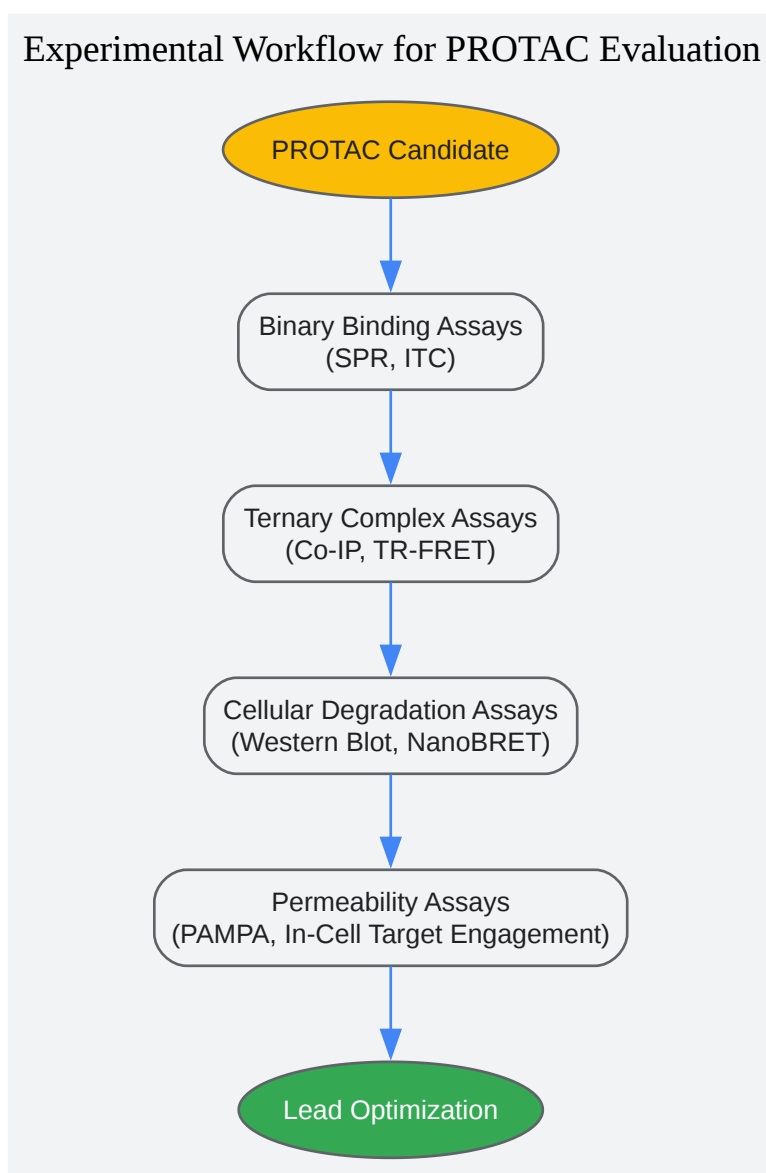 Experimental Workflow for PROTAC Evaluation
PROTAC Candidate
Binary Binding Assays
(SPR, ITC)
Ternary Complex Assays
(Co-IP, TR-FRET)
Cellular Degradation Assays
(Western Blot, NanoBRET)
Permeability Assays
(PAMPA, In-Cell Target Engagement)
Lead Optimization